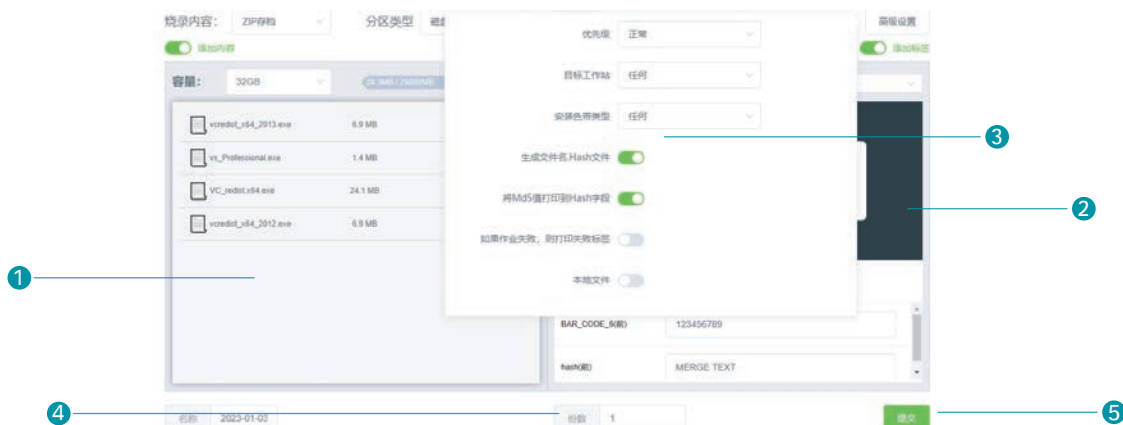 烧录内容: ZIP存档 分区类型 高级设置
添加内容 添加标签
容量: 32GB
优先级 正常
目标工作站 任何
安装色带类型 任何
3
生成文件名.Hash文件
将Md5值打印到Hash字段
如果作业失败，则打印失败标签
本地文件
vcredist_x64_2013.exe 6.9 MB
vs_Professional.exe 1.4 MB
VC_redist.x64.exe 24.1 MB
vcredist_x64_2012.exe 6.9 MB
2
1
BAR_CODE_5(前) 123456789
hash(前) MERGE TEXT
4 名称 2023-01-03 份数 1 提交 5